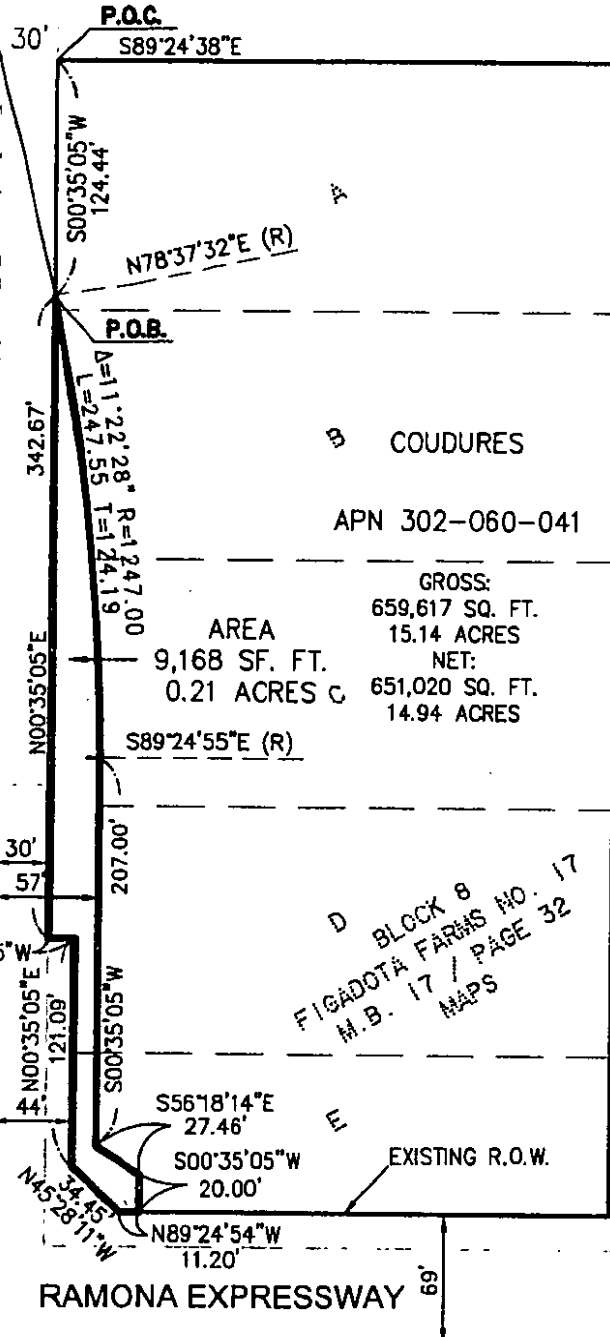 P.O.C.
30'
S89°24'38"E
S00°35'05"W
124.44'
A
N78°37'32"E (R)
P.O.B.
342.67'
Δ=11°22'28" R=1247.00
L=247.55 T=124.19
B COUDURES
APN 302-060-041
GROSS:
659,617 SQ. FT.
15.14 ACRES
NET:
651,020 SQ. FT.
14.94 ACRES
AREA
9,168 SF. FT.
0.21 ACRES
C
N00°35'05"E
S89°24'55"E (R)
30'
207.00'
57'
D BLOCK 8
FIGADOTA FARMS NO. 17
M.B. 17 / PAGE 32
MAPS
5"W
N00°35'05"E
121.09'
S00°35'05"W
44'
S56°18'14"E
27.46'
E
S00°35'05"W
20.00'
EXISTING R.O.W.
34.45'
N45°28'11"W
N89°24'54"W
11.20'
RAMONA EXPRESSWAY
69'